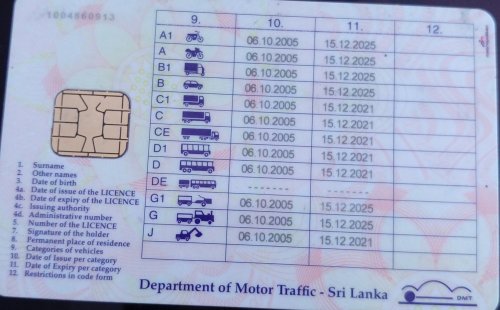 9. 10. 11. 12.
A1 06.10.2005 15.12.2025
A 06.10.2005 15.12.2025
B1 06.10.2005 15.12.2025
B 06.10.2005 15.12.2025
C1 06.10.2005 15.12.2021
C 06.10.2005 15.12.2021
CE 06.10.2005 15.12.2021
D1 06.10.2005 15.12.2021
D 06.10.2005 15.12.2021
DE ------- -------
G1 06.10.2005 15.12.2025
G 06.10.2005 15.12.2025
J 06.10.2005 15.12.2021
1. Surname
2. Other names
3. Date of birth
4a. Date of issue of the LICENCE
4b. Date of expiry of the LICENCE
4c. Issuing authority
4d. Administrative number
5. Number of the LICENCE
7. Signature of the holder
8. Permanent place of residence
9. Categories of vehicles
10. Date of Issue per category
11. Date of Expiry per category
12. Restrictions in code form
Department of Motor Traffic - Sri Lanka
DMT